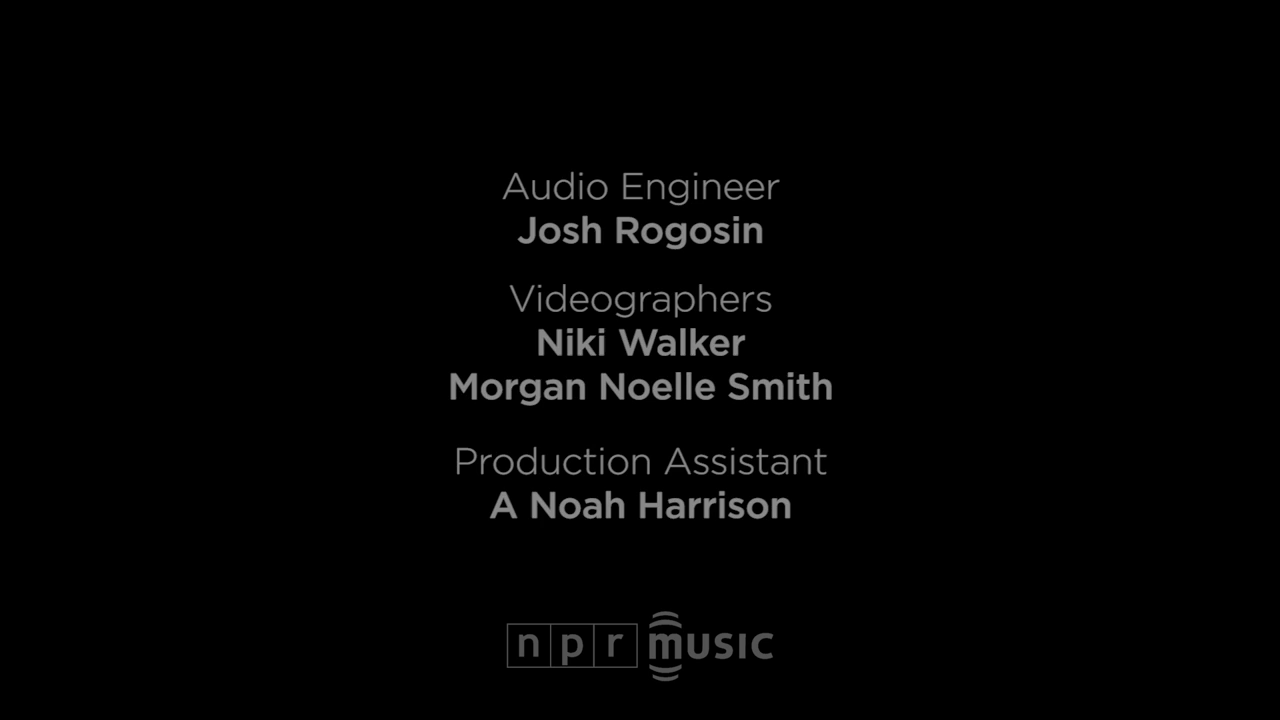 Audio Engineer
Josh Rogosin
Videographers
Niki Walker
Morgan Noelle Smith
Production Assistant
A Noah Harrison
npr music